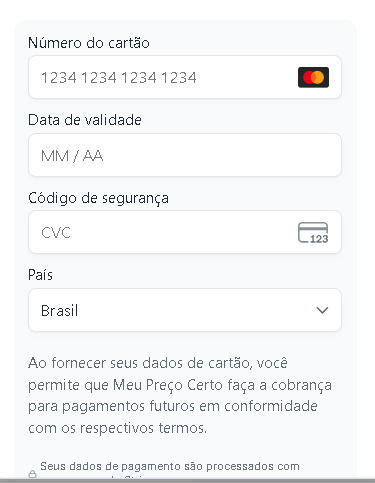 Número do cartão
1234 1234 1234 1234
Data de validade
MM / AA
Código de segurança
CVC
123
País
Brasil
Ao fornecer seus dados de cartão, você
permite que Meu Preço Certo faça a cobrança
para pagamentos futuros em conformidade
com os respectivos termos.
Seus dados de pagamento são processados com